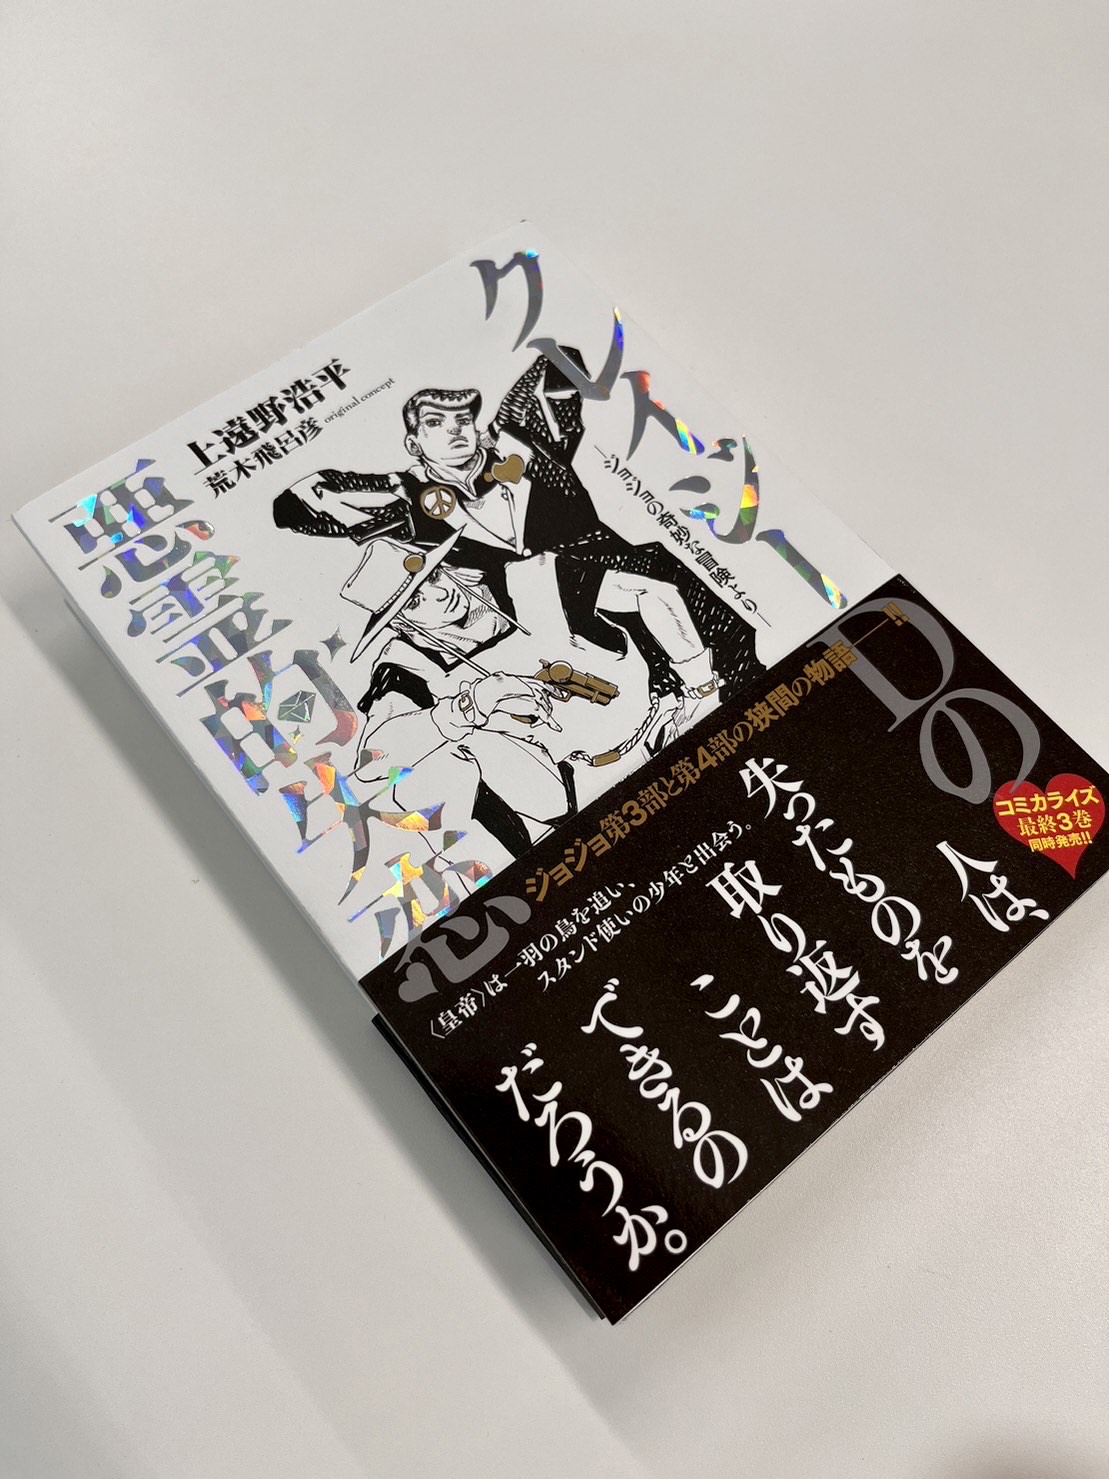 クレイジーDの
悪霊的失恋
―ジョジョの奇妙な冒険より―
上遠野浩平
荒木飛呂彦 original concept
ジョジョ第3部と第4部の狭間の物語――!!
人は、
失ったものを
取り返す
ことは
できるの
だろうか。
〈皇帝〉は一羽の鳥を追い、
スタンド使いの少年と出会う。
コミカライズ
最終3巻
同時発売!!